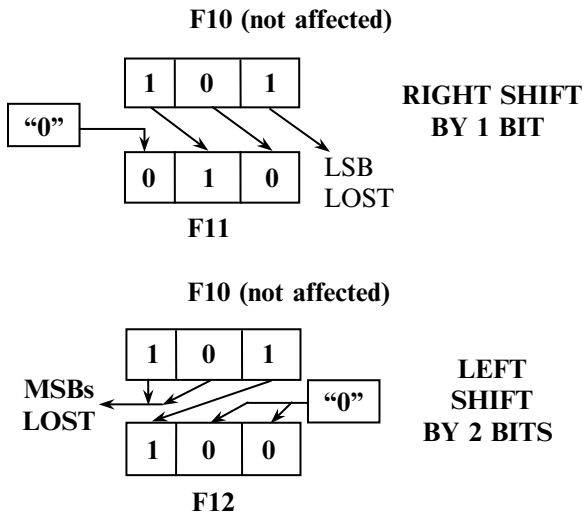 F10 (not affected)
1 0 1
RIGHT SHIFT
BY 1 BIT
“0”
0 1 0
LSB
LOST
F11
F10 (not affected)
1 0 1
MSBs
LOST
“0”
LEFT
SHIFT
BY 2 BITS
1 0 0
F12